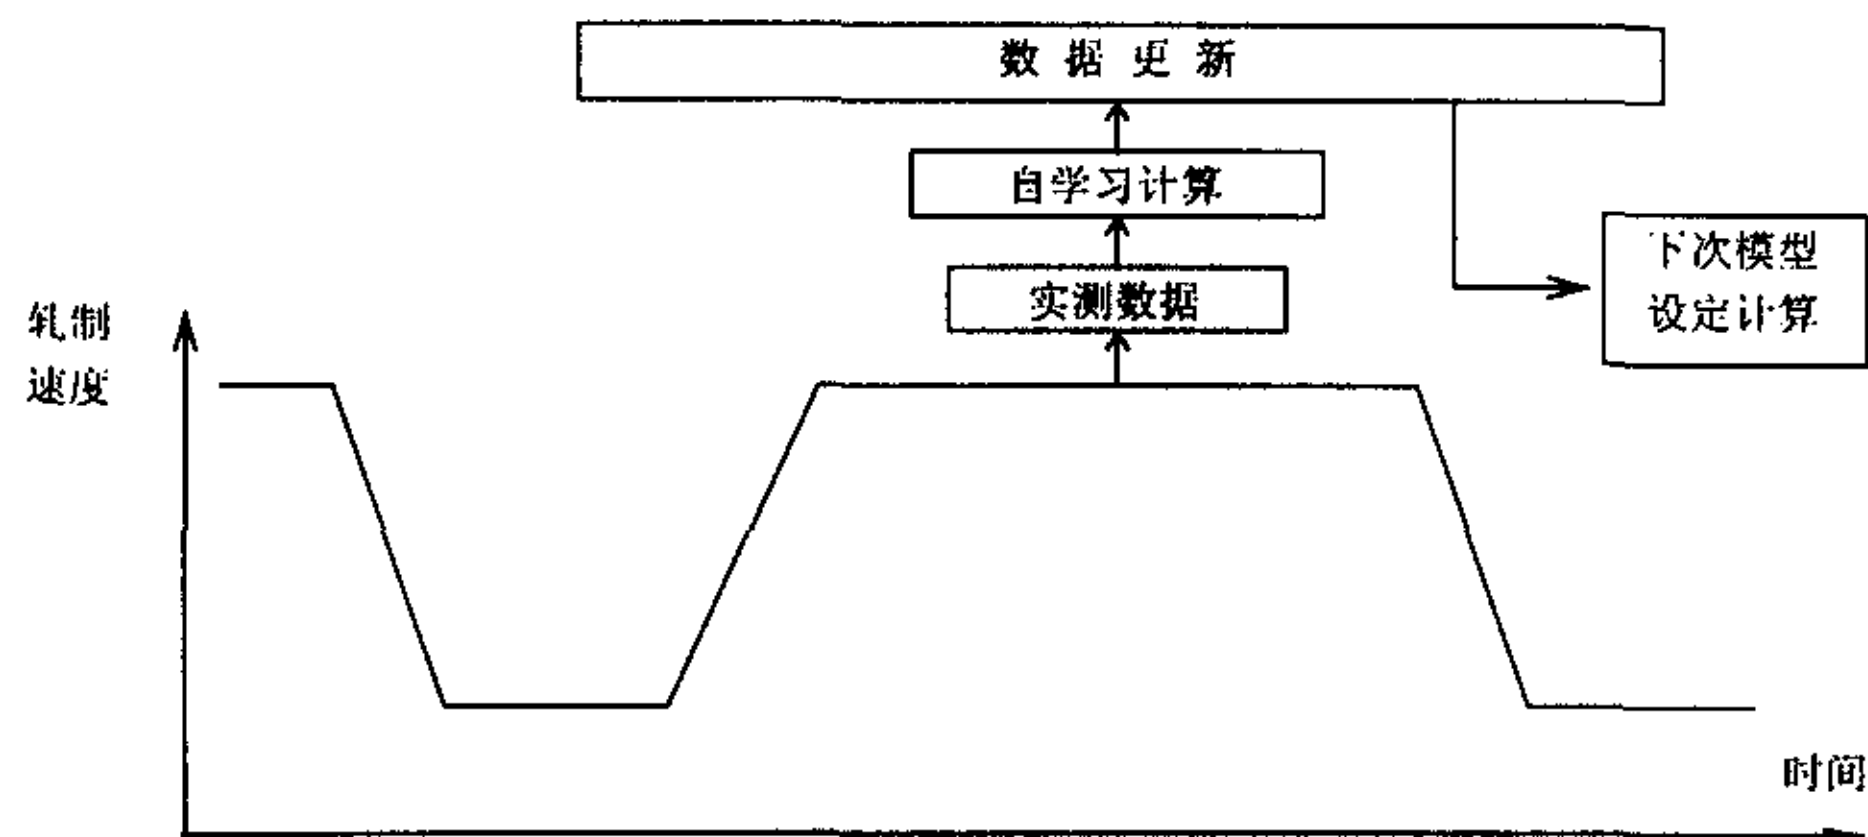 数据更新
自学习计算
实测数据
下次模型
设定计算
轧制
速度
时间